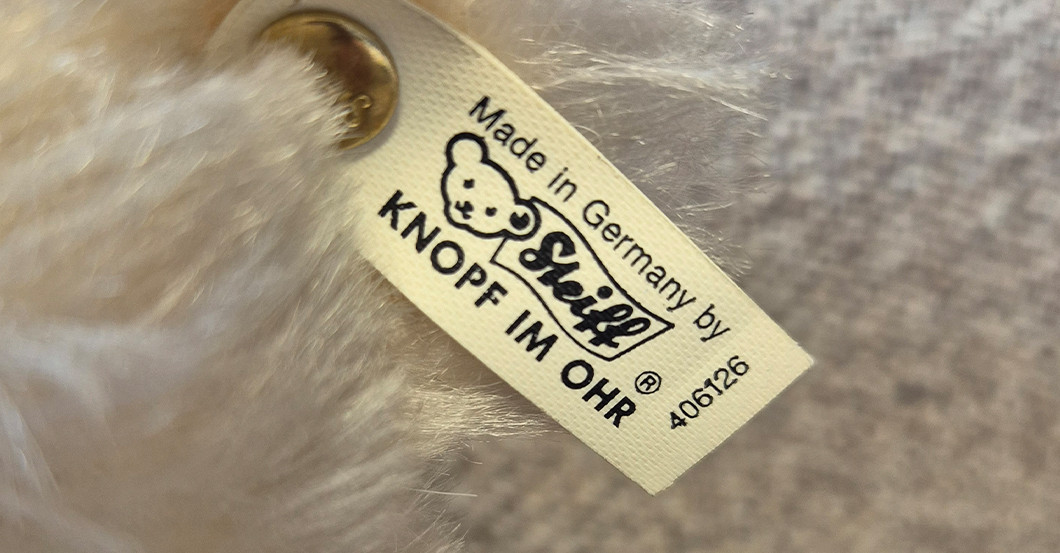 Made in Germany by
Steiff
KNOPF IM OHR®
406126